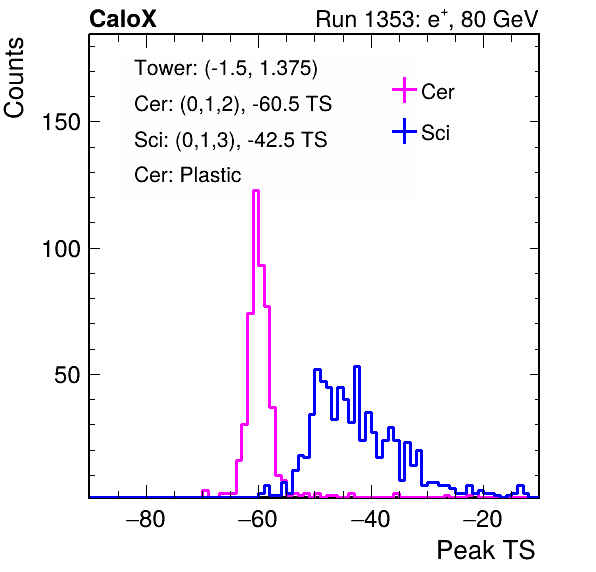 CaloX Run 1353: e⁺, 80 GeV
Counts
Tower: (-1.5, 1.375)
Cer: (0,1,2), -60.5 TS
Sci: (0,1,3), -42.5 TS
Cer: Plastic
Cer
Sci
150
100
50
−80 −60 −40 −20
Peak TS